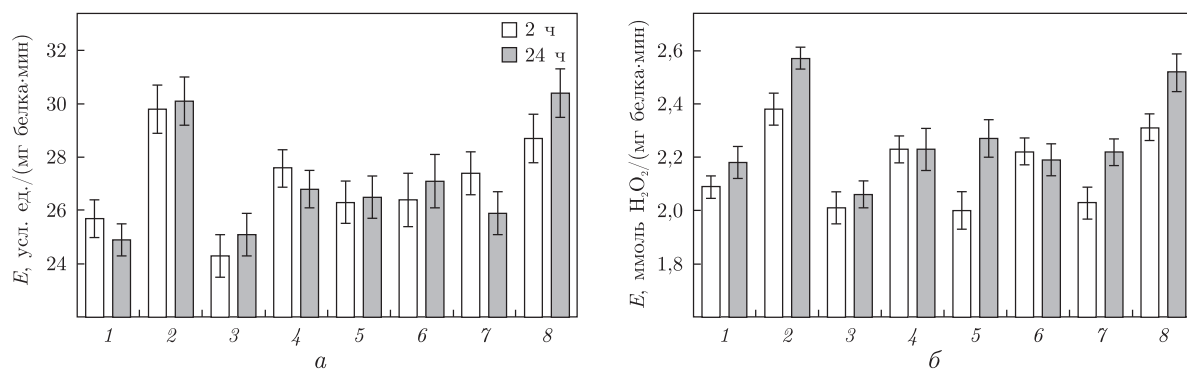 E, усл. ед./(мг белка·мин)
32
30
28
26
24
2 ч
24 ч
1 2 3 4 5 6 7 8
а
E, ммоль H₂O₂/(мг белка·мин)
2,6
2,4
2,2
2,0
1,8
1 2 3 4 5 6 7 8
б